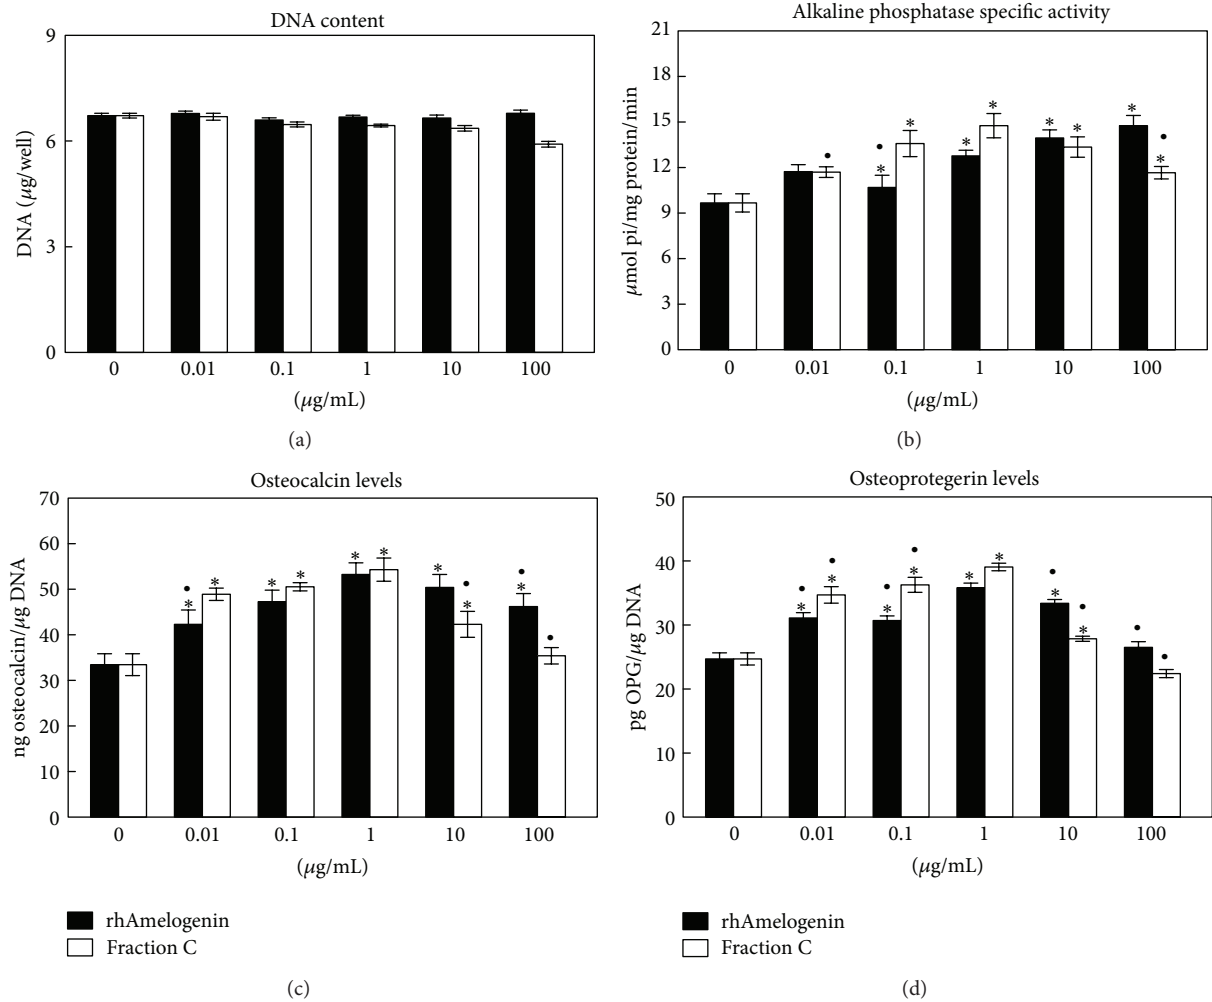 DNA content
9
6
3
0
DNA (μg/well)
0 0.01 0.1 1 10 100
(μg/mL)
(a)
Alkaline phosphatase specific activity
21
18
15
12
9
6
3
0
μmol pi/mg protein/min
* * * * * * * *
0 0.01 0.1 1 10 100
(μg/mL)
(b)
Osteocalcin levels
70
60
50
40
30
20
10
0
ng osteocalcin/μg DNA
* * * * * * * * *
0 0.01 0.1 1 10 100
(μg/mL)
rhAmelogenin
Fraction C
(c)
Osteoprotegerin levels
50
40
30
20
10
0
pg OPG/μg DNA
* * * * * * * *
0 0.01 0.1 1 10 100
(μg/mL)
rhAmelogenin
Fraction C
(d)